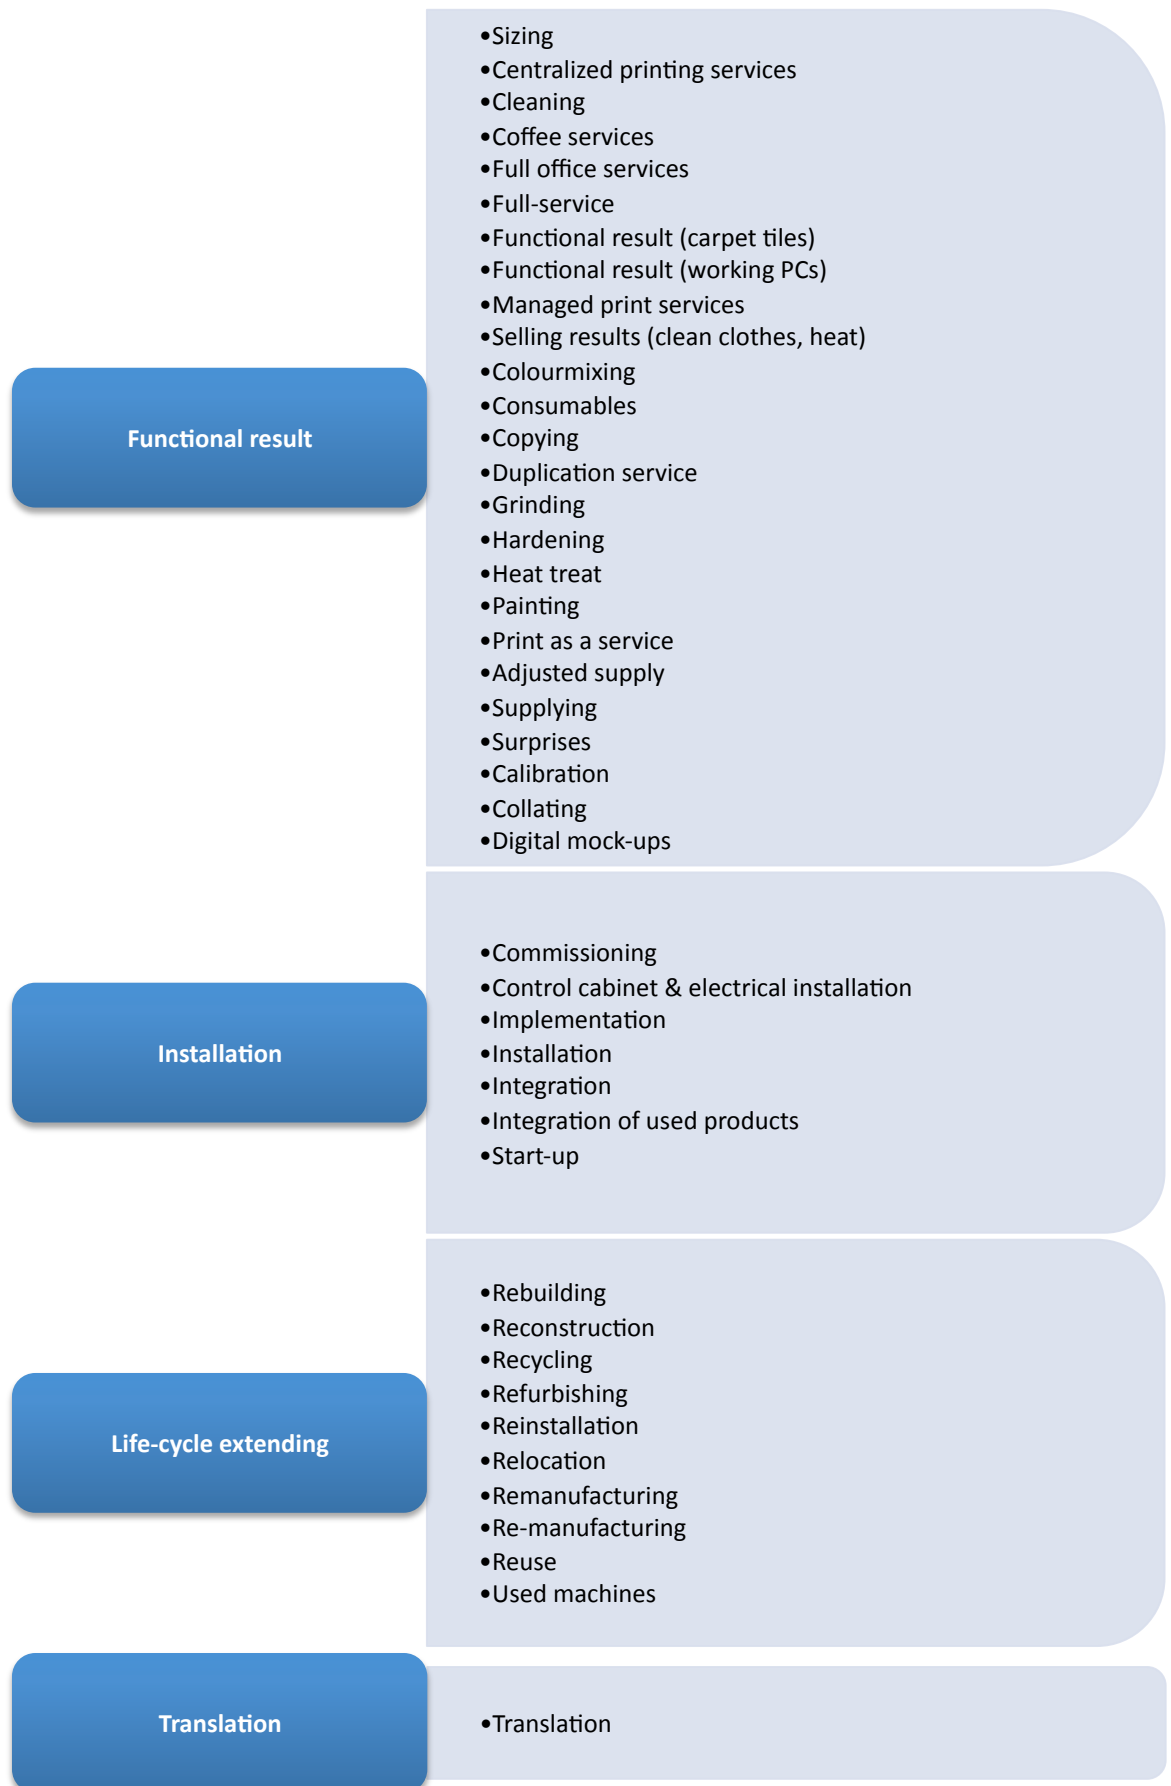 Functional result
•Sizing
•Centralized printing services
•Cleaning
•Coffee services
•Full office services
•Full-service
•Functional result (carpet tiles)
•Functional result (working PCs)
•Managed print services
•Selling results (clean clothes, heat)
•Colourmixing
•Consumables
•Copying
•Duplication service
•Grinding
•Hardening
•Heat treat
•Painting
•Print as a service
•Adjusted supply
•Supplying
•Surprises
•Calibration
•Collating
•Digital mock-ups
Installation
•Commissioning
•Control cabinet & electrical installation
•Implementation
•Installation
•Integration
•Integration of used products
•Start-up
Life-cycle extending
•Rebuilding
•Reconstruction
•Recycling
•Refurbishing
•Reinstallation
•Relocation
•Remanufacturing
•Re-manufacturing
•Reuse
•Used machines
Translation
•Translation